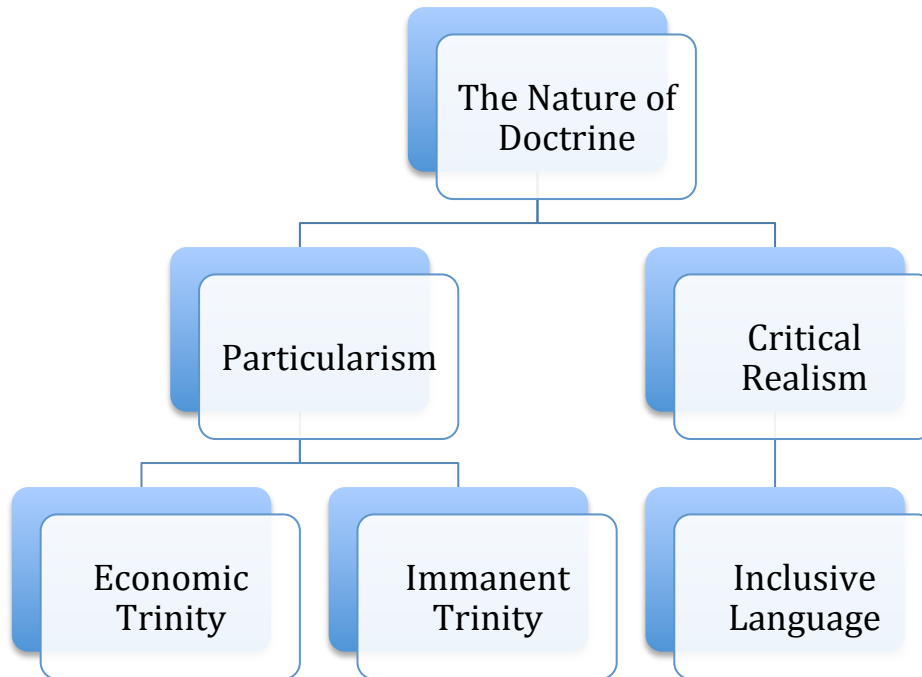 The Nature of
Doctrine
Particularism
Critical
Realism
Economic
Trinity
Immanent
Trinity
Inclusive
Language